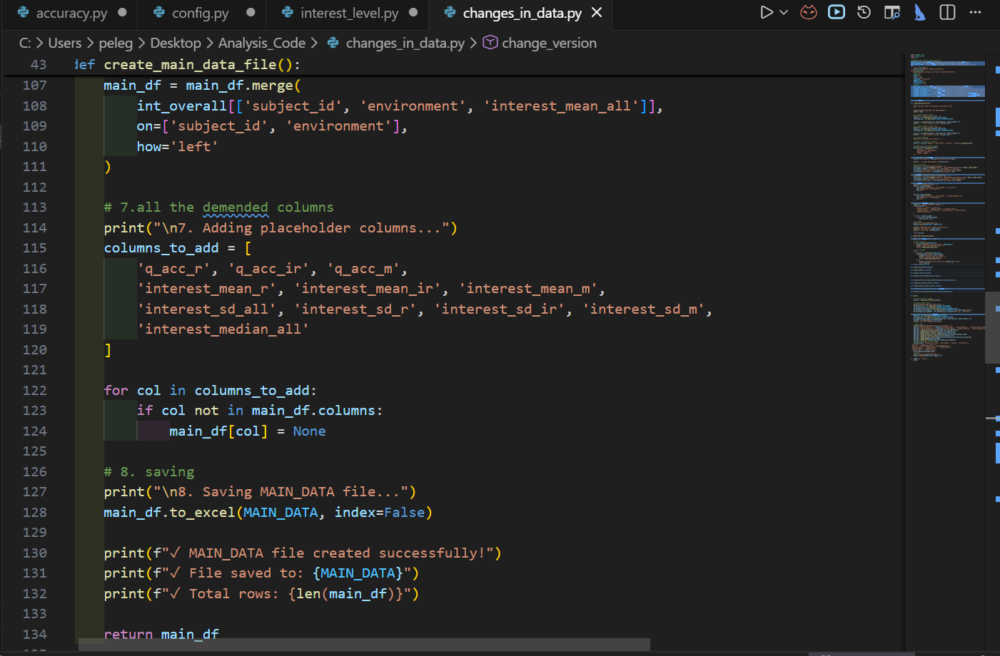 accuracy.py config.py interest_level.py changes_in_data.py
C: > Users > peleg > Desktop > Analysis_Code > changes_in_data.py > change_version
43 def create_main_data_file():
107 main_df = main_df.merge(
108 int_overall[['subject_id', 'environment', 'interest_mean_all']],
109 on=['subject_id', 'environment'],
110 how='left'
111 )
112
113 # 7.all the demended columns
114 print("\n7. Adding placeholder columns...")
115 columns_to_add = [
116 'q_acc_r', 'q_acc_ir', 'q_acc_m',
117 'interest_mean_r', 'interest_mean_ir', 'interest_mean_m',
118 'interest_sd_all', 'interest_sd_r', 'interest_sd_ir', 'interest_sd_m',
119 'interest_median_all'
120 ]
121
122 for col in columns_to_add:
123 if col not in main_df.columns:
124 main_df[col] = None
125
126 # 8. saving
127 print("\n8. Saving MAIN_DATA file...")
128 main_df.to_excel(MAIN_DATA, index=False)
129
130 print(f"✓ MAIN_DATA file created successfully!")
131 print(f"✓ File saved to: {MAIN_DATA}")
132 print(f"✓ Total rows: {len(main_df)}")
133
134 return main_df